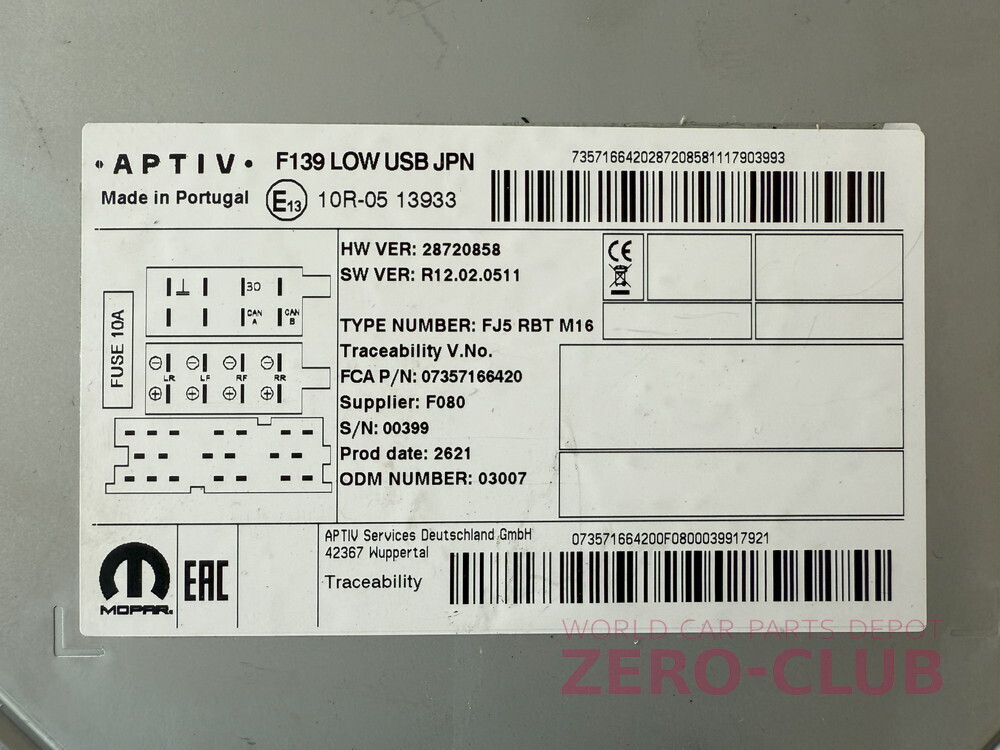 APTIV
F139 LOW USB JPN
735716642028720858111790 3993
Made in Portugal
E13
10R-05 13933
HW VER: 28720858
SW VER: R12.02.0511
CE
TYPE NUMBER: FJ5 RBT M16
Traceability V.No.
FCA P/N: 07357166420
Supplier: F080
S/N: 00399
Prod date: 2621
ODM NUMBER: 03007
FUSE 10A
30
CAN A
CAN B
LR LF RF RR
APTIV Services Deutschland GmbH
42367 Wuppertal
Traceability
073571664200F0800039917921
MOPAR.
EAC
WORLD CAR PARTS DEPOT
ZERO-CLUB